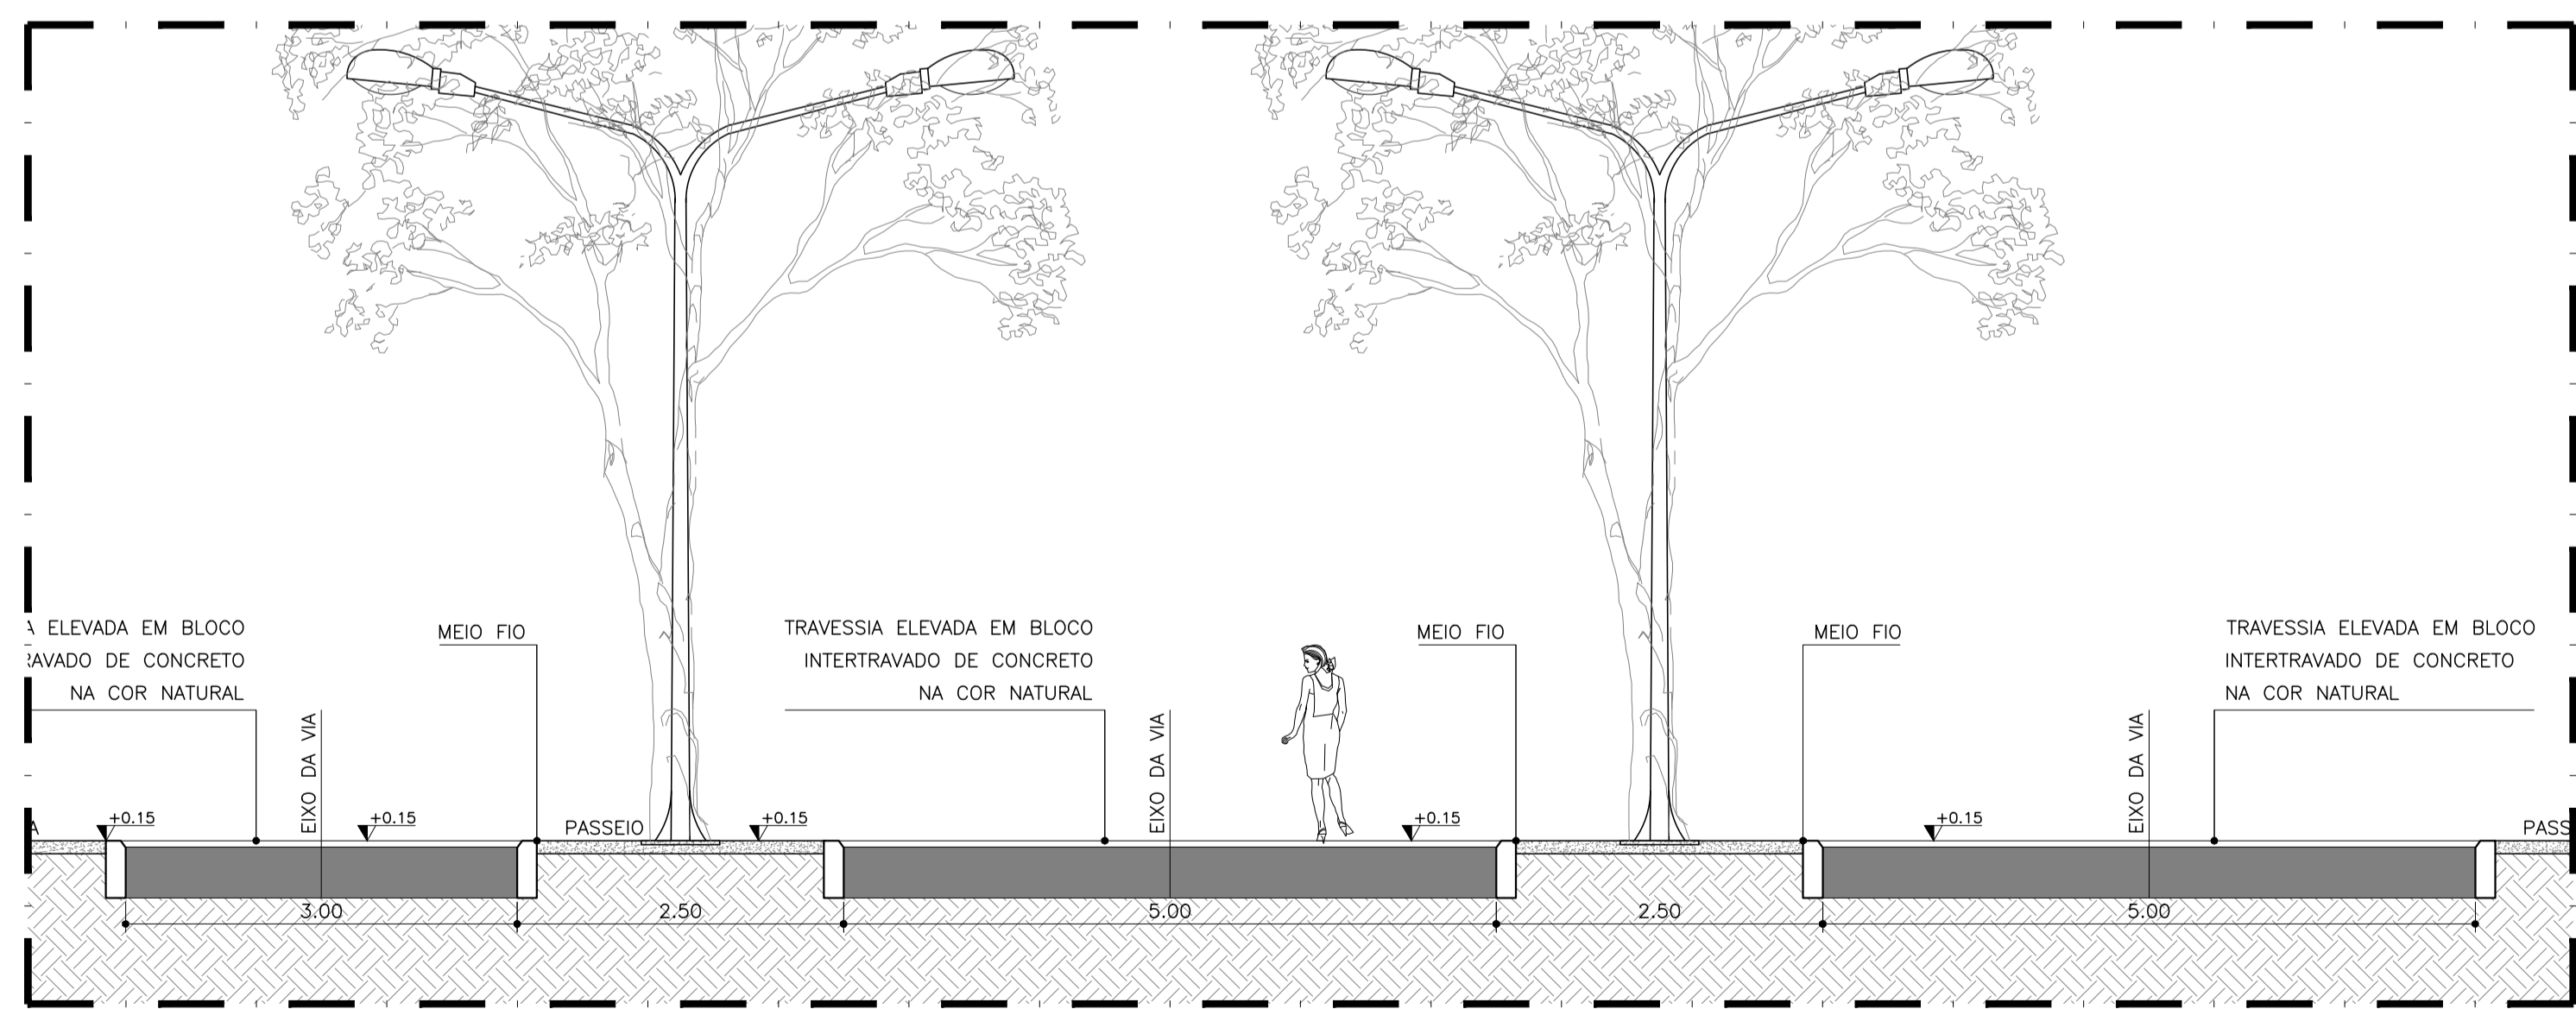 ELEVADA EM BLOCO
DE CONCRETO
NA COR NATURAL
MEIO FIO
TRAVESSIA ELEVADA EM BLOCO
INTERTRAVADO DE CONCRETO
NA COR NATURAL
MEIO FIO
MEIO FIO
TRAVESSIA ELEVADA EM BLOCO
INTERTRAVADO DE CONCRETO
NA COR NATURAL
EIXO DA VIA
EIXO DA VIA
EIXO DA VIA
+0.15
+0.15
PASSEIO
+0.15
+0.15
+0.15
PASS
3.00
2.50
5.00
2.50
5.00